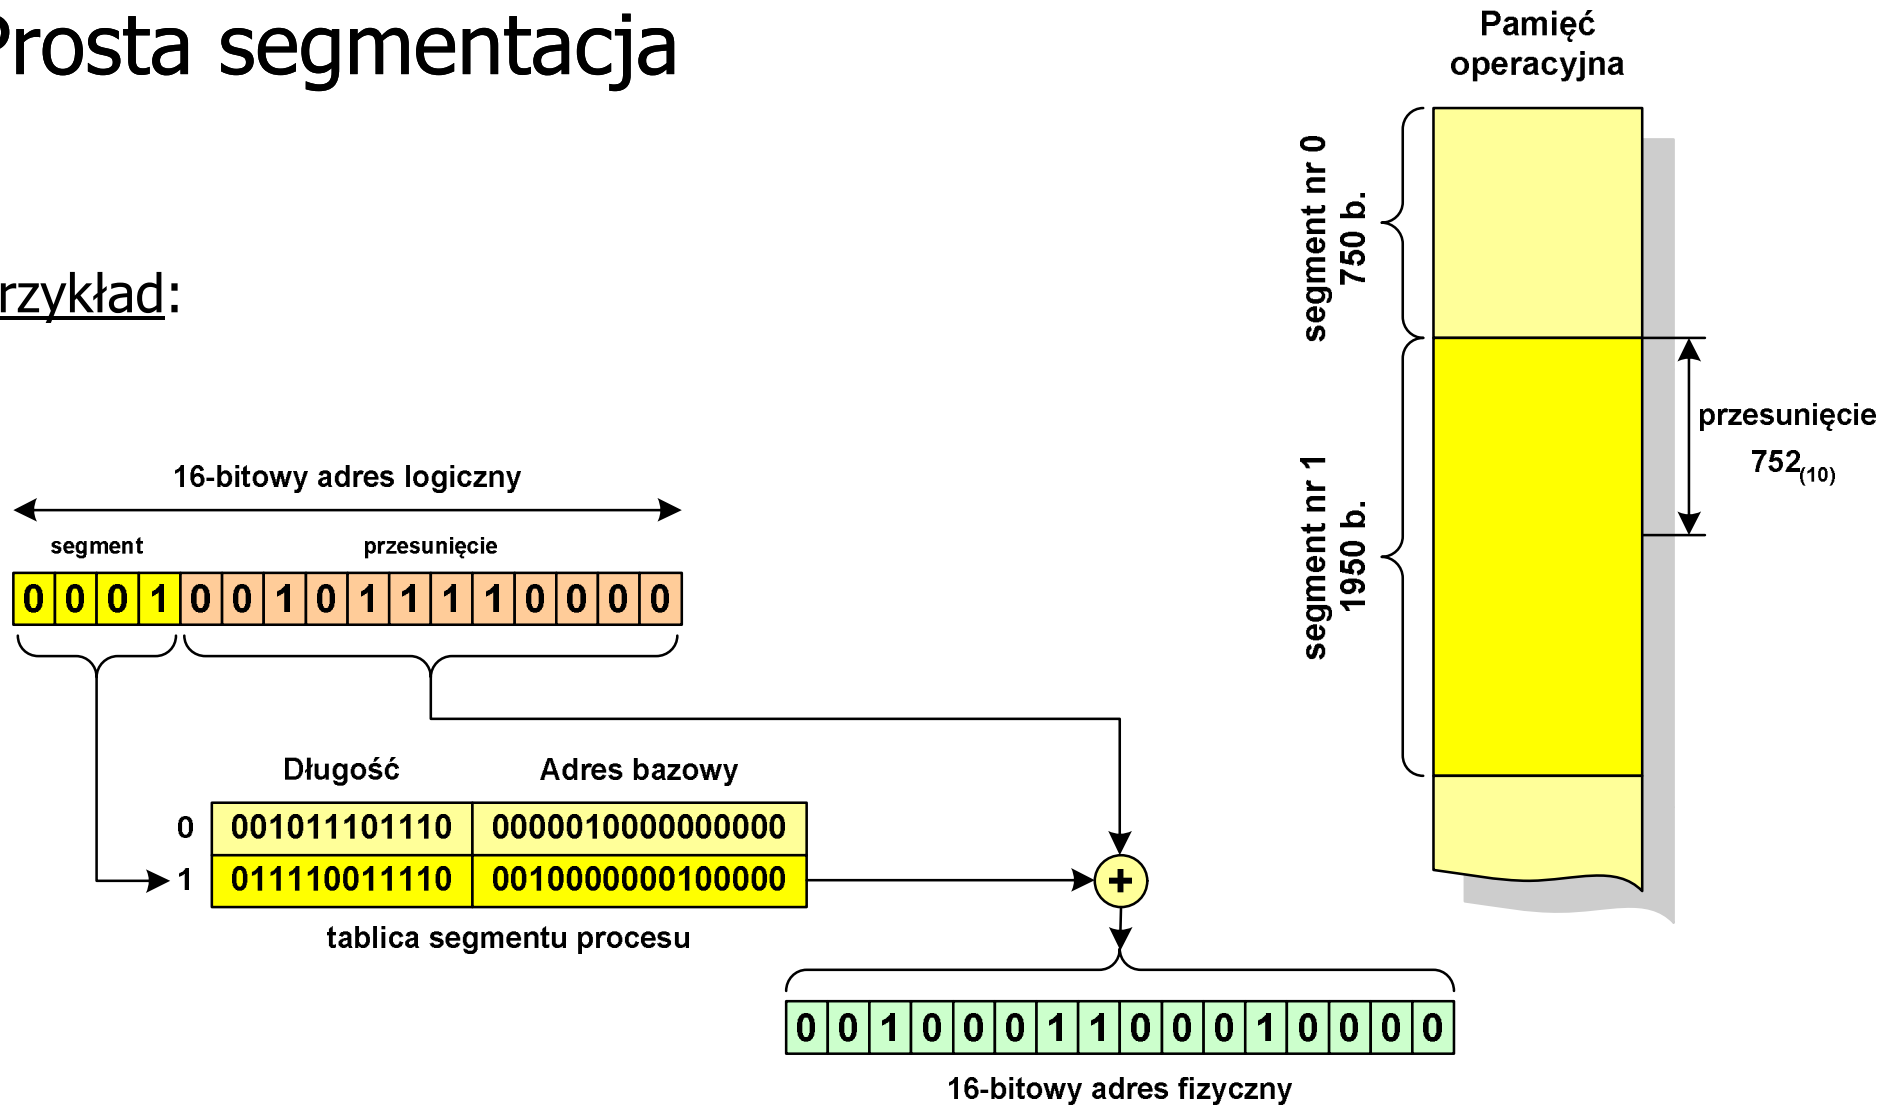 Prosta segmentacja
rzykład:
Pamięć
operacyjna
segment nr 0
750 b.
segment nr 1
1950 b.
przesunięcie
752(10)
16-bitowy adres logiczny
segment przesunięcie
0 0 0 1 0 0 1 0 1 1 1 1 0 0 0 0
Długość Adres bazowy
0 001011101110 0000010000000000
1 011110011110 0010000000100000
tablica segmentu procesu
+
0 0 1 0 0 0 1 1 0 0 0 1 0 0 0 0
16-bitowy adres fizyczny